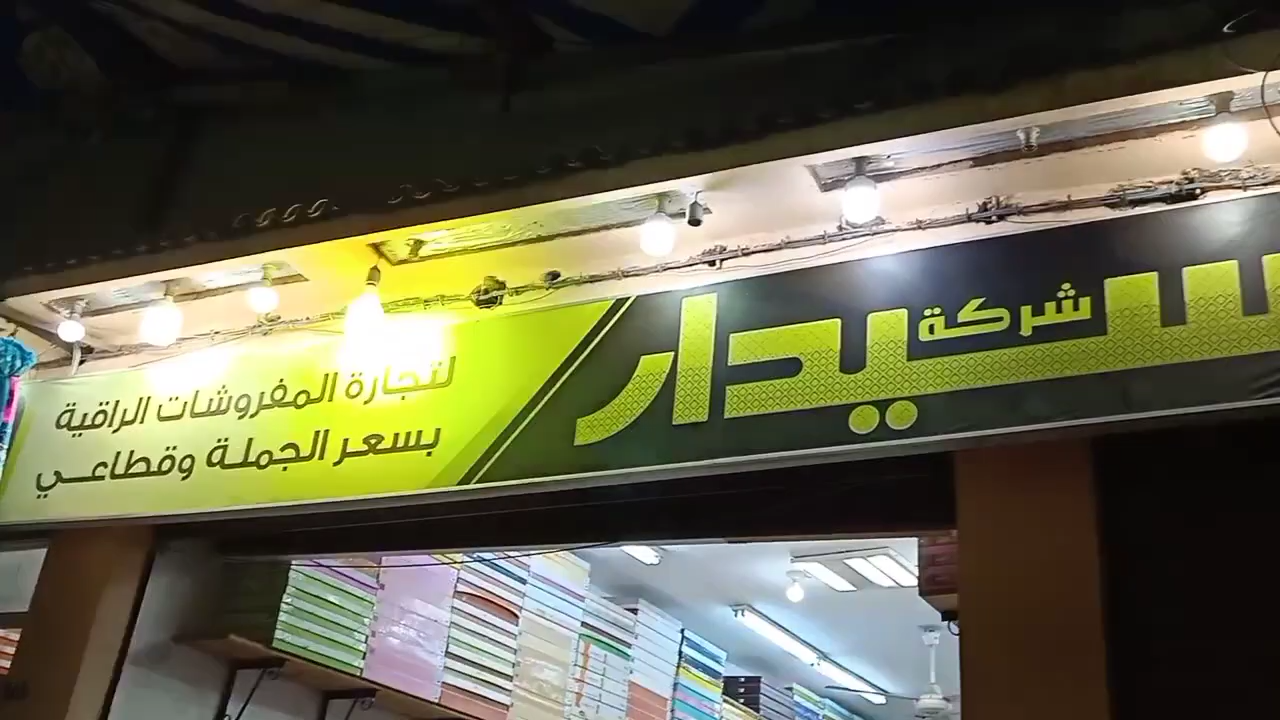 شركة
سيدار
لتجارة المفروشات الراقية
بسعر الجملة وقطاعي